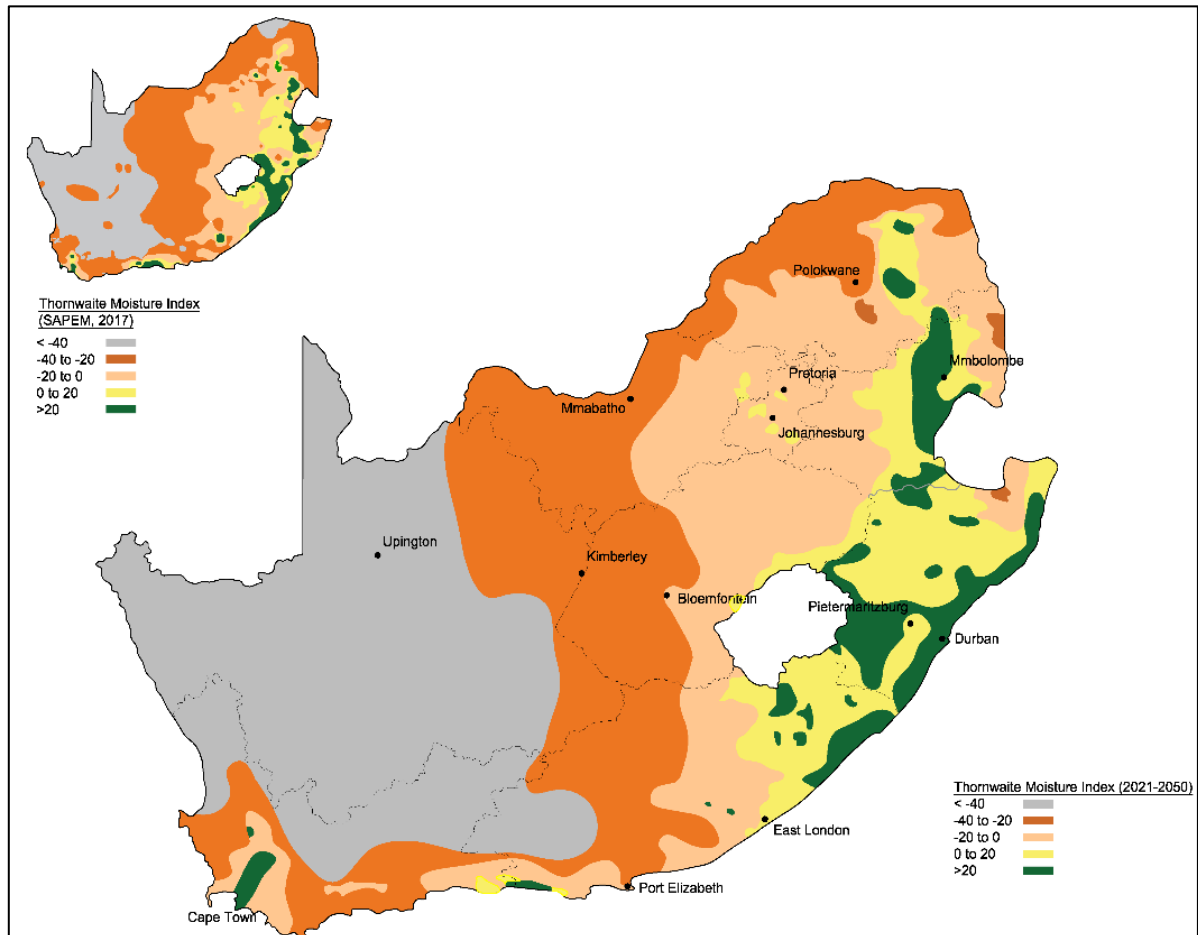 Thornwaite Moisture Index
(SAPEM, 2017)
< -40
-40 to -20
-20 to 0
0 to 20
>20
Polokwane
Mmbolombe
Pretoria
Mmabatho
Johannesburg
Upington
Kimberley
Bloemfontein
Pietermaritzburg
Durban
East London
Port Elizabeth
Cape Town
Thornwaite Moisture Index (2021-2050)
< -40
-40 to -20
-20 to 0
0 to 20
>20